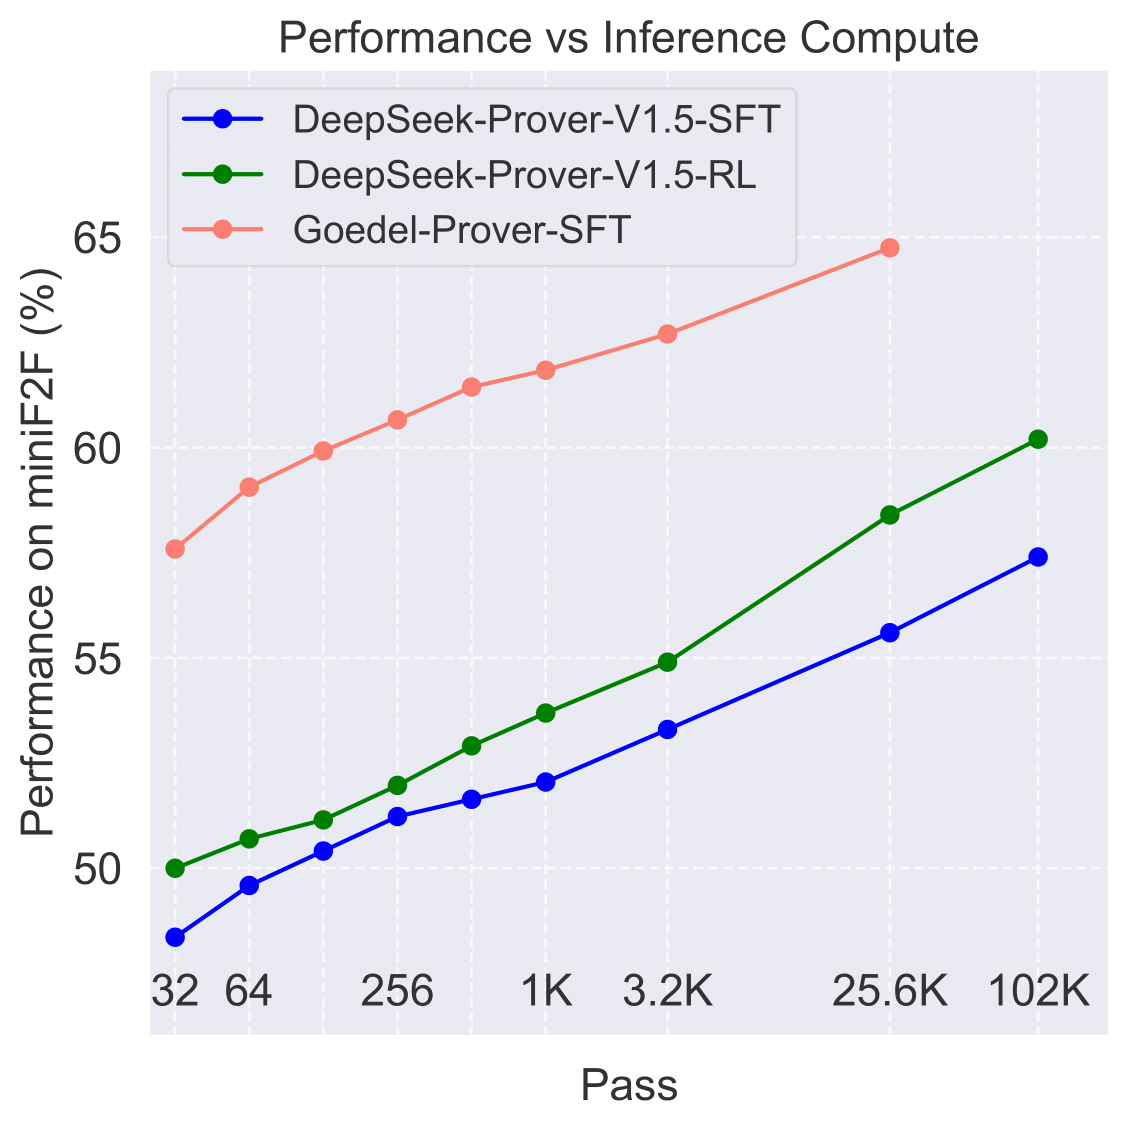 Performance vs Inference Compute
DeepSeek-Prover-V1.5-SFT
DeepSeek-Prover-V1.5-RL
Goedel-Prover-SFT
Performance on miniF2F (%)
65
60
55
50
32 64 256 1K 3.2K 25.6K 102K
Pass